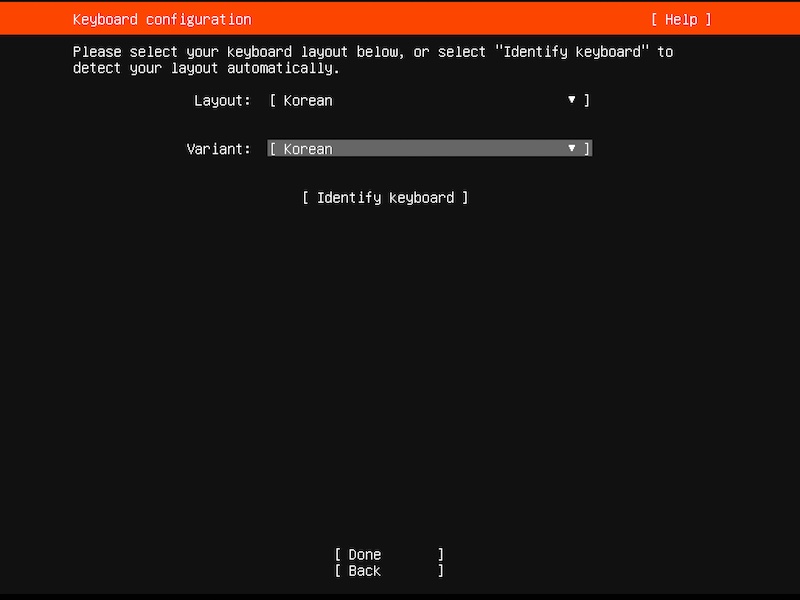 Keyboard configuration [ Help ]
Please select your keyboard layout below, or select "Identify keyboard" to
detect your layout automatically.
Layout: [ Korean ▼ ]
Variant: [ Korean ▼ ]
[ Identify keyboard ]
[ Done ]
[ Back ]